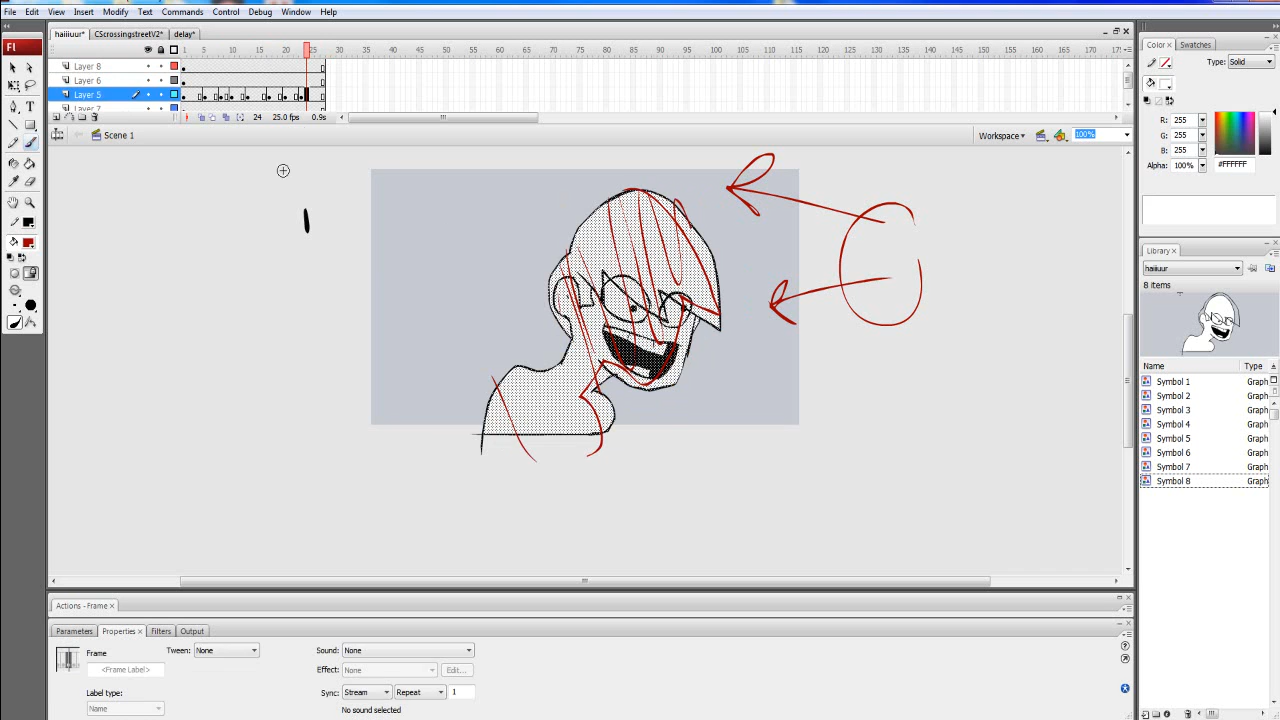 File Edit View Insert Modify Text Commands Control Debug Window Help
Fl
haiiiuur* CScrossingstreetV2* delay*
1 5 10 15 20 25 30 35 40 45 50 55 60 65 70 75 80 85 90 95 100 105 110 115 120 125 130 135 140 145 150 155 160 165 170 175
Layer 8
Layer 6
Layer 5
Layer 7
24 25.0 fps 0.9s
Scene 1
Workspace 100%
Color Swatches
Type: Solid
R: 255
G: 255
B: 255
Alpha: 100% #FFFFFF
Library
haiiuur
8 items
Name Type
Symbol 1 Graph
Symbol 2 Graph
Symbol 3 Graph
Symbol 4 Graph
Symbol 5 Graph
Symbol 6 Graph
Symbol 7 Graph
Symbol 8 Graph
Actions - Frame
Parameters Properties Filters Output
Frame
<Frame Label>
Label type:
Name
Tween: None
Sound: None
Effect: None Edit...
Sync: Stream Repeat 1
No sound selected